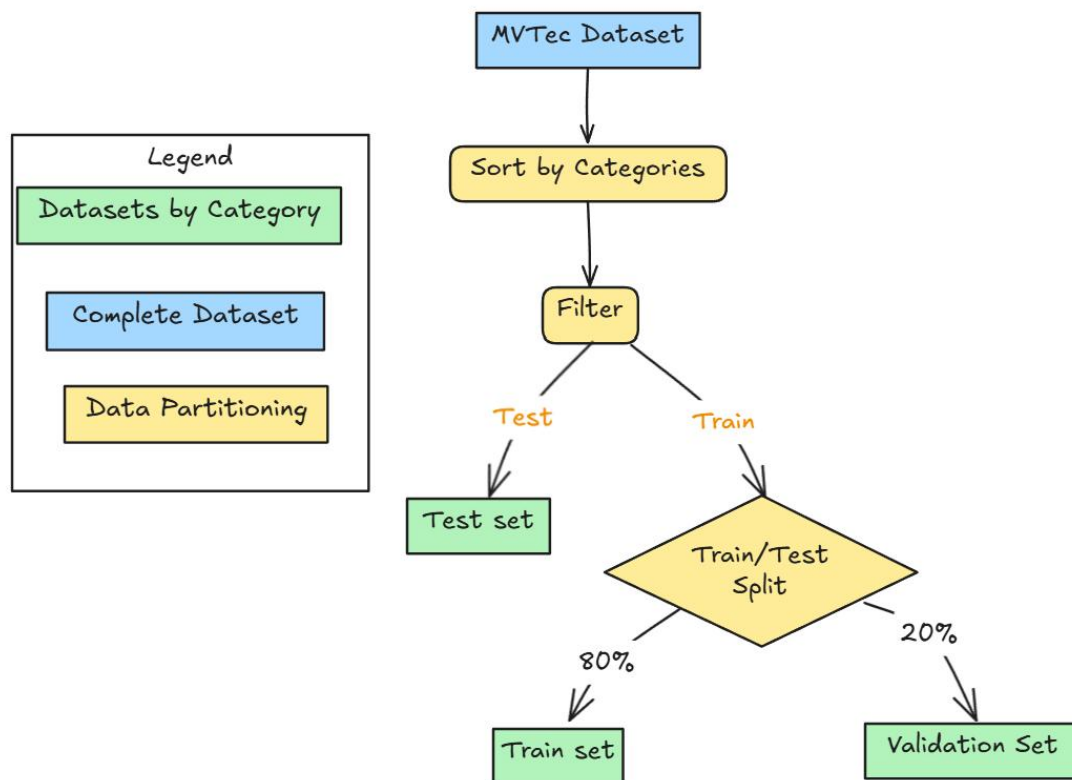 MVTec Dataset
Legend
Datasets by Category
Complete Dataset
Data Partitioning
Sort by Categories
Filter
Test
Train
Test set
Train/Test
Split
80%
20%
Train set
Validation Set